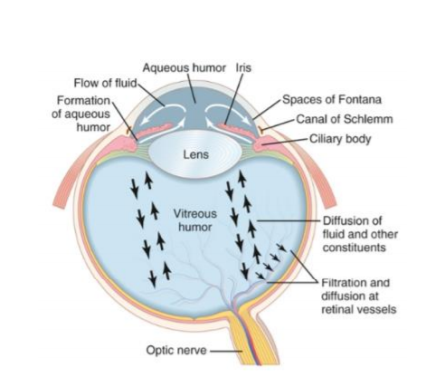 Aqueous humor
Iris
Flow of fluid
Formation
of aqueous
humor
Spaces of Fontana
Canal of Schlemm
Ciliary body
Lens
Vitreous
humor
Diffusion of
fluid and other
constituents
Filtration and
diffusion at
retinal vessels
Optic nerve